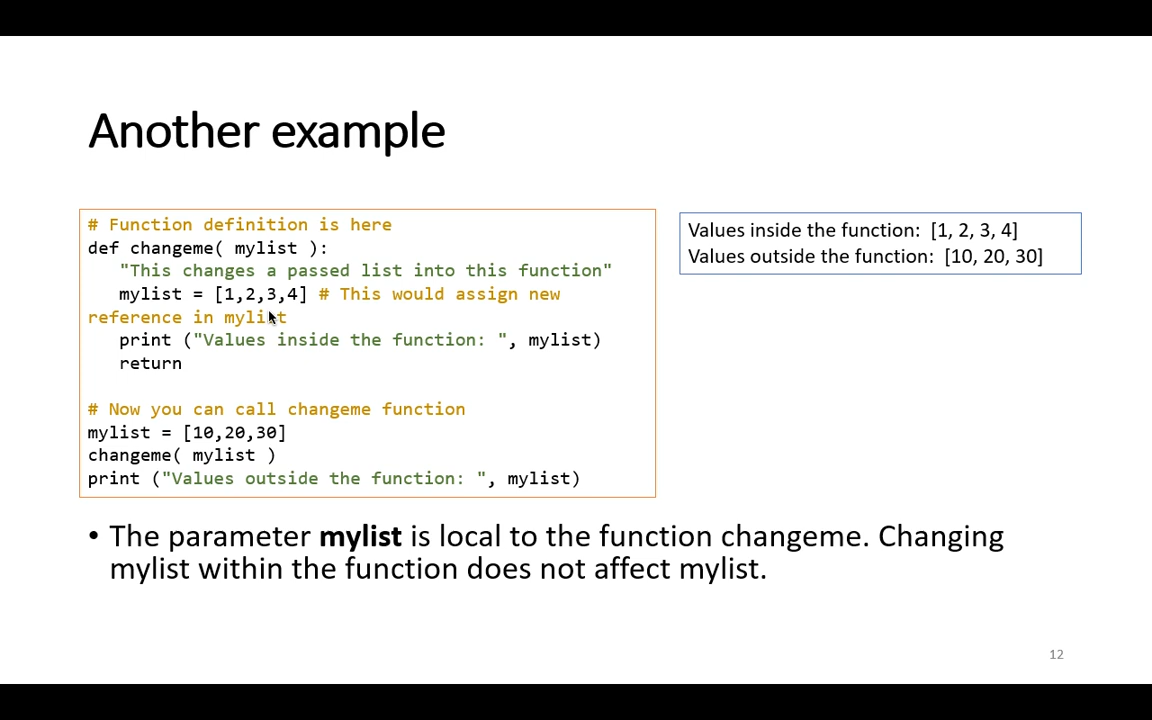 Another example
# Function definition is here
def changeme( mylist ):
"This changes a passed list into this function"
mylist = [1,2,3,4] # This would assign new
reference in mylist
print ("Values inside the function: ", mylist)
return
# Now you can call changeme function
mylist = [10,20,30]
changeme( mylist )
print ("Values outside the function: ", mylist)
Values inside the function: [1, 2, 3, 4]
Values outside the function: [10, 20, 30]
• The parameter mylist is local to the function changeme. Changing
mylist within the function does not affect mylist.
12